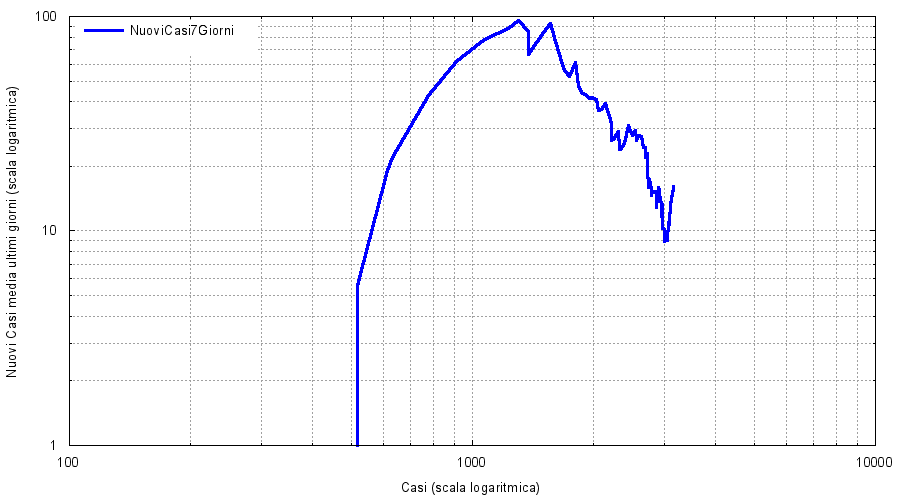 100
NuoviCasi7Giorni
10
1
100
1000
10000
Casi (scala logaritmica)
Nuovi Casi media ultimi giorni (scala logaritmica)